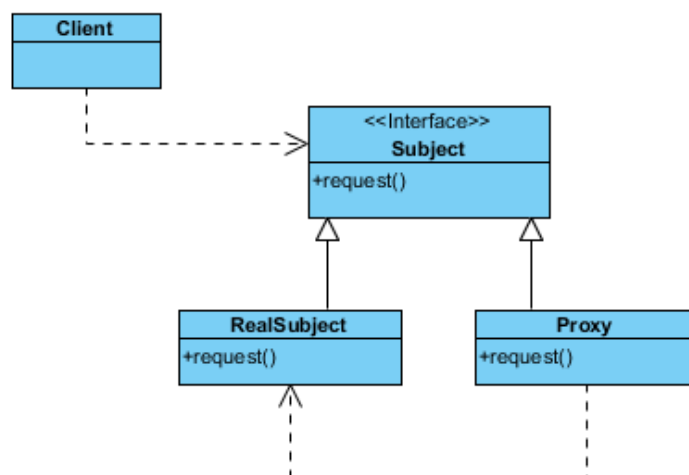 Client
<<Interface>>
Subject
+request()
RealSubject
+request()
Proxy
+request()